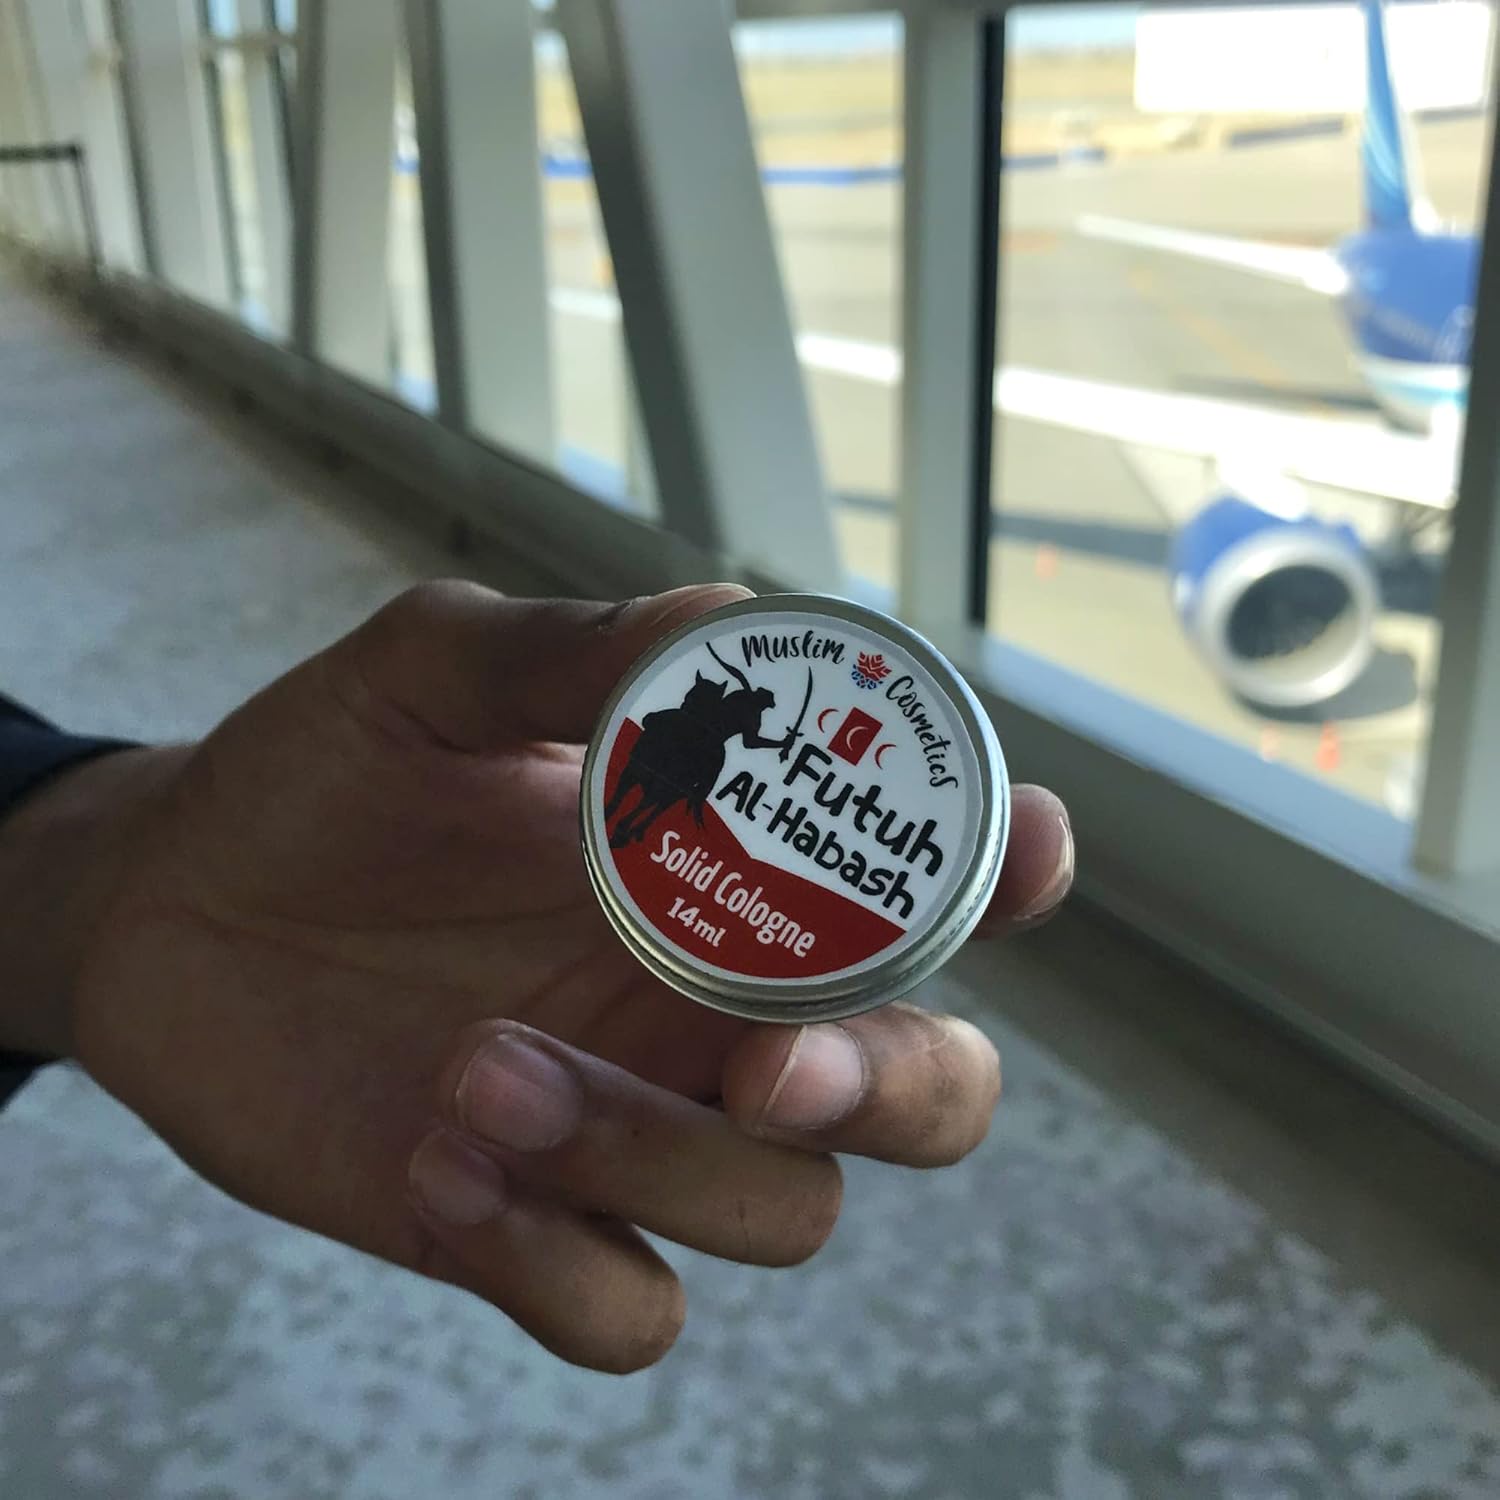 Muslim Cosmetics
Futuh
Al-Habash
Solid Cologne
14ml